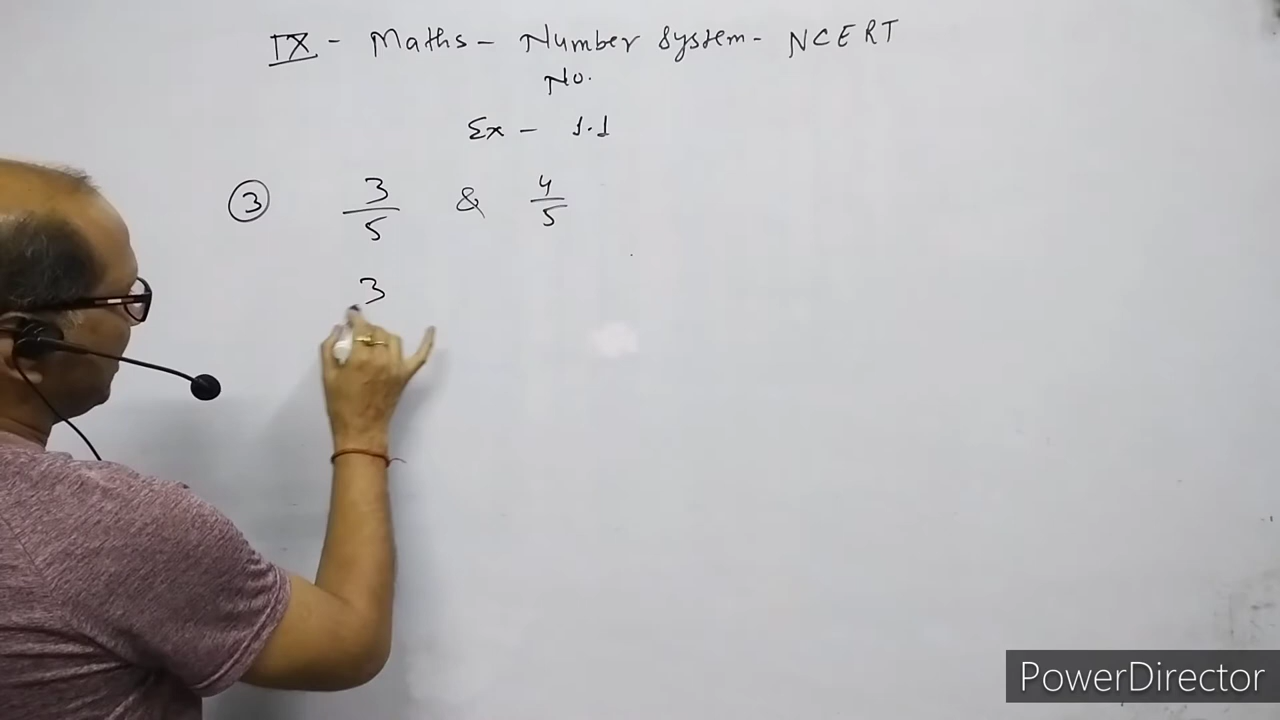 IX - Maths - Number System - NCERT
No.
Ex - 1.1
③ 3/5 & 4/5
3
PowerDirector